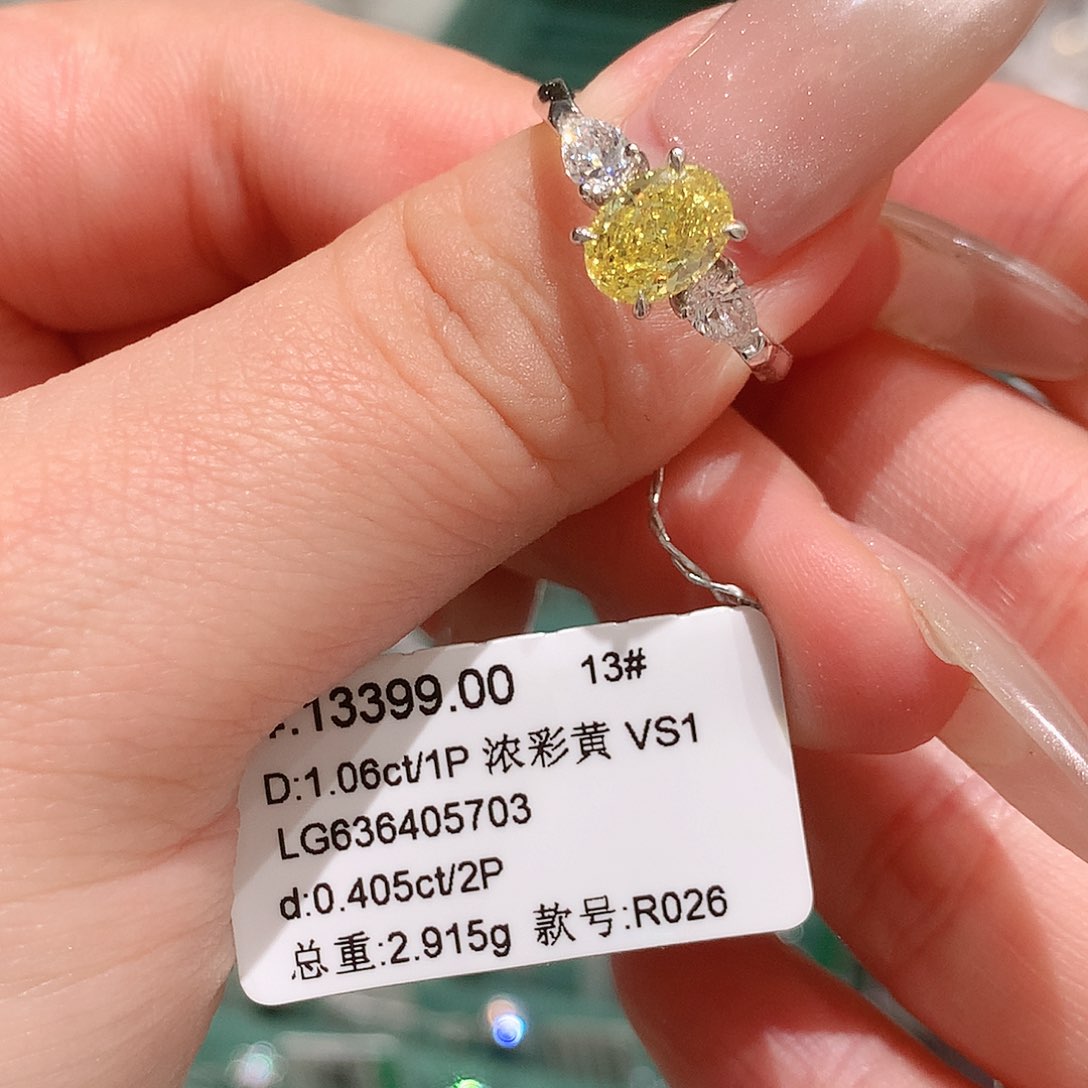 13399.00 13#
D:1.06ct/1P 浓彩黄 VS1
LG636405703
d:0.405ct/2P
总重:2.915g 款号:R026